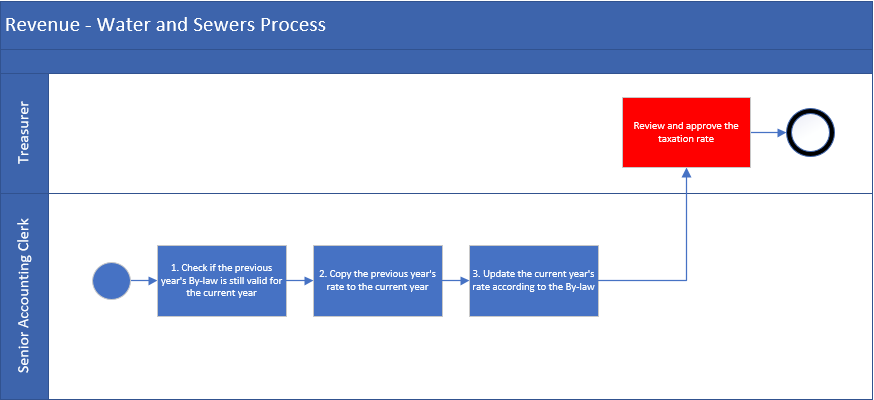 Revenue - Water and Sewers Process
Treasurer
Review and approve the
taxation rate
Senior Accounting Clerk
1. Check if the previous
year's By-law is still valid for
the current year
2. Copy the previous year's
rate to the current year
3. Update the current year's
rate according to the By-law